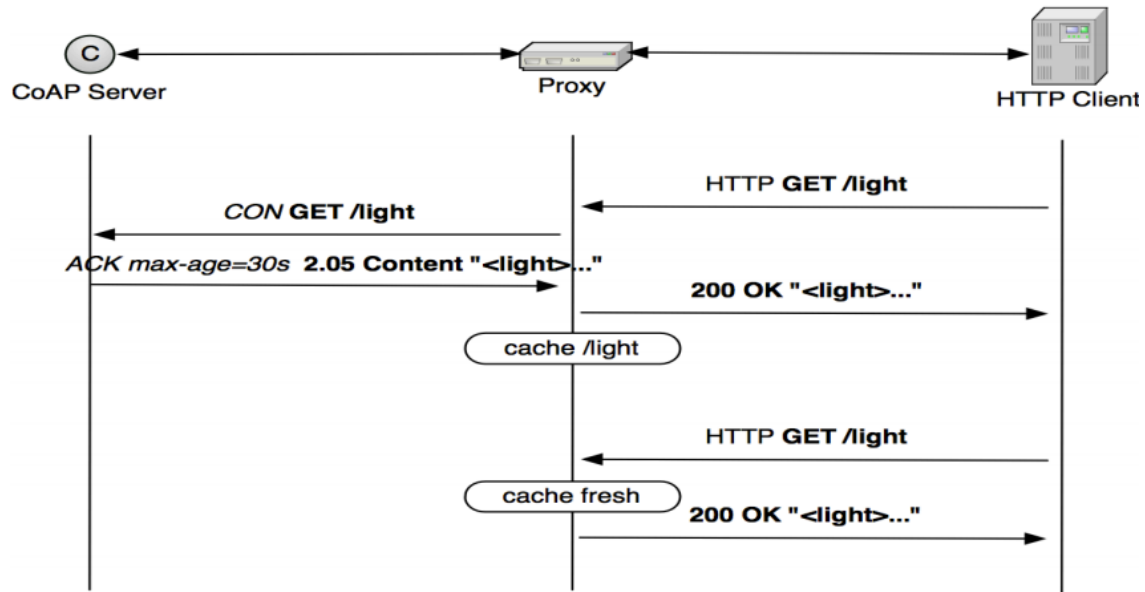 C
CoAP Server
Proxy
HTTP Client
HTTP GET /light
CON GET /light
ACK max-age=30s 2.05 Content "<light>..."
200 OK "<light>..."
cache /light
HTTP GET /light
cache fresh
200 OK "<light>..."